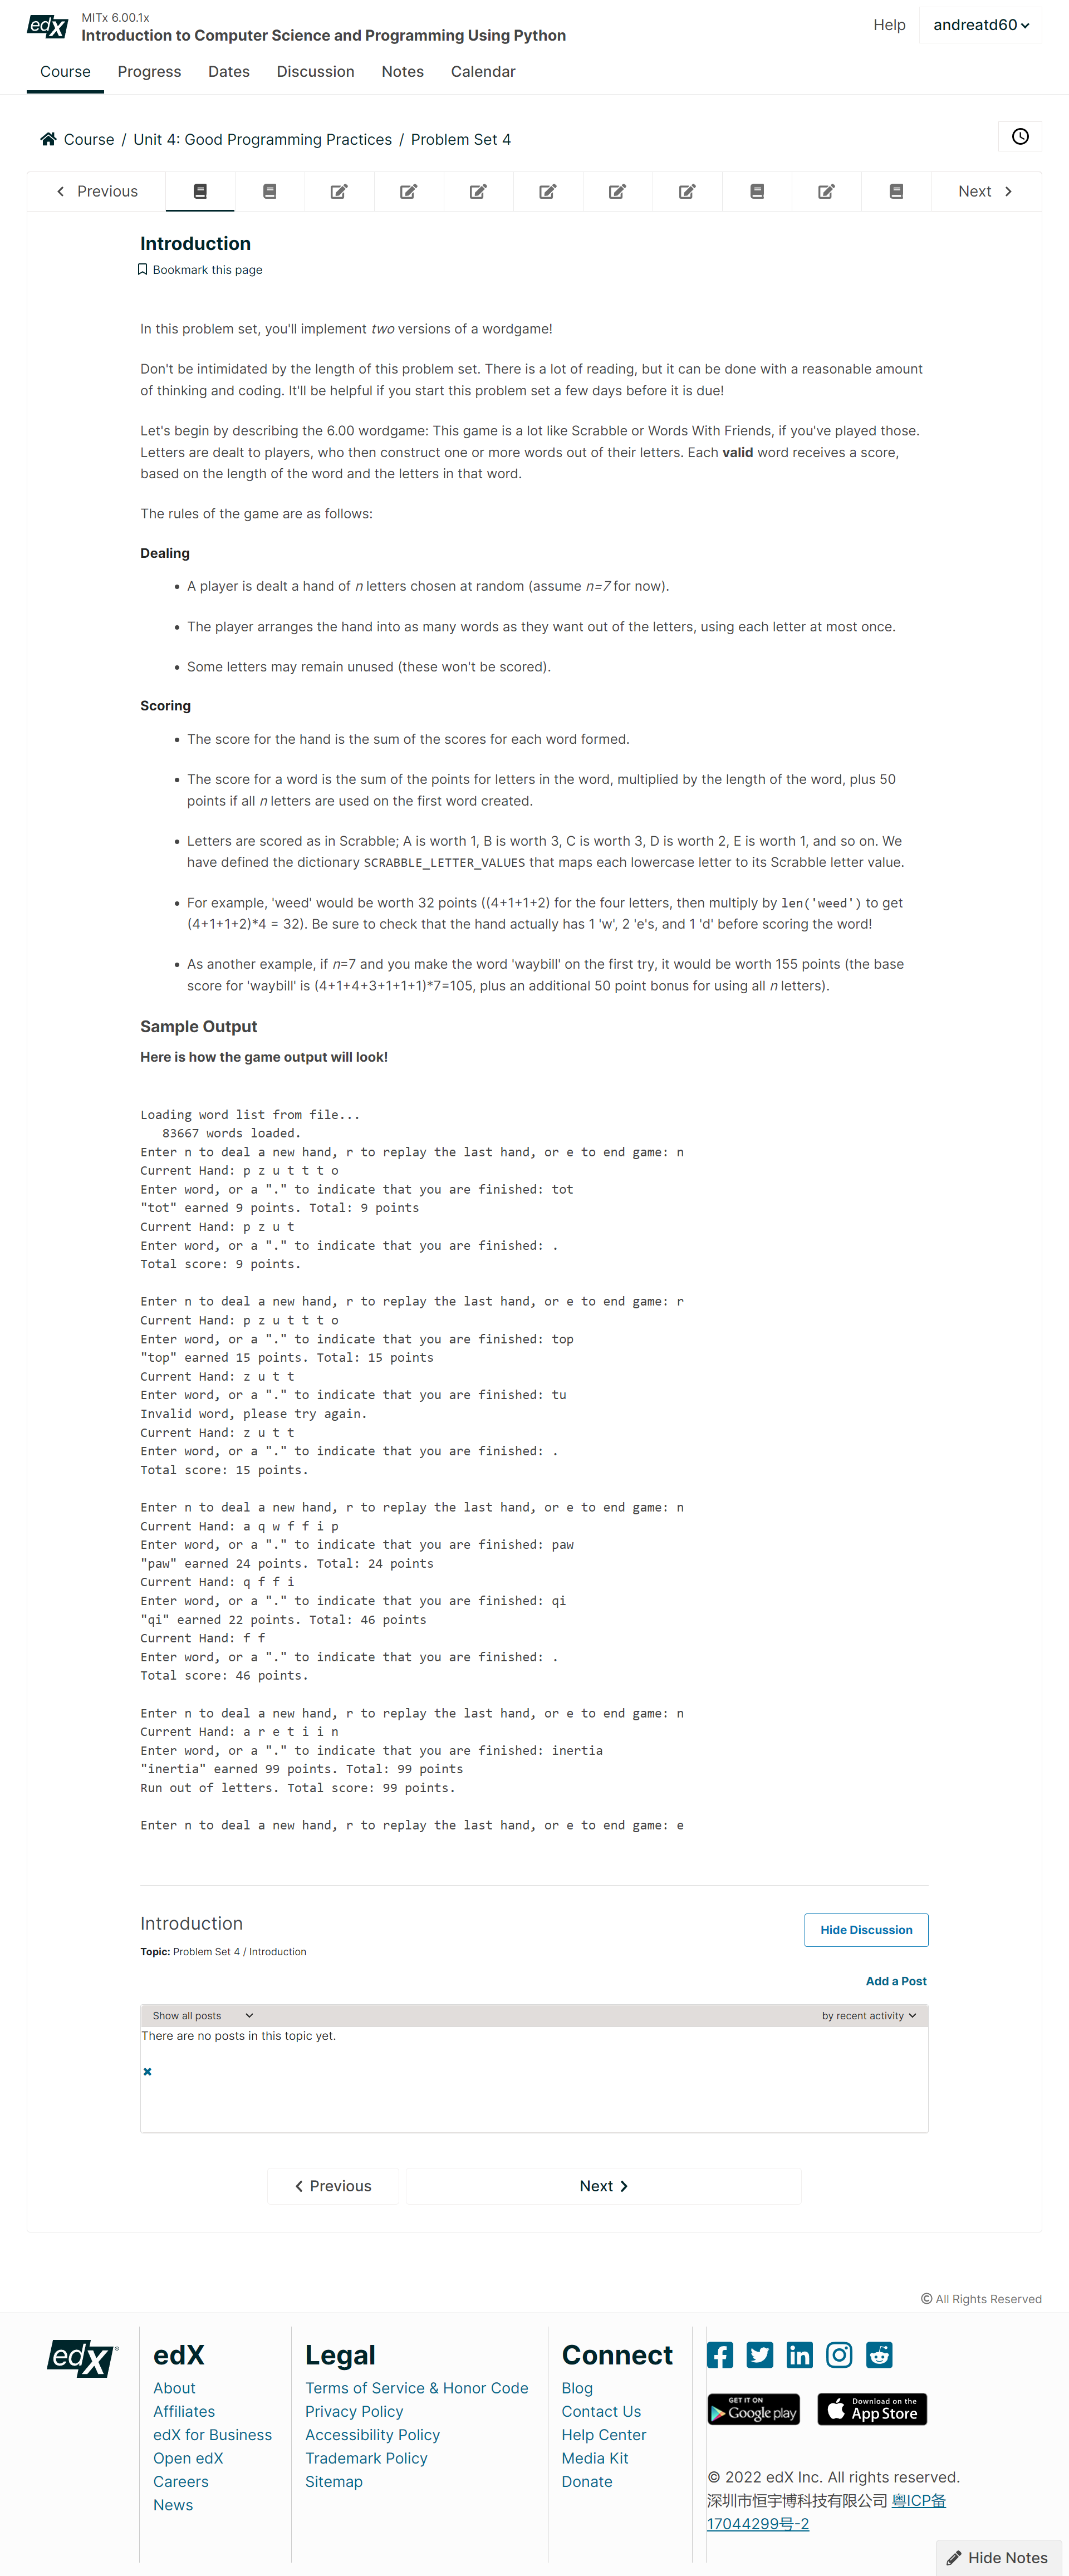 edX
MITx 6.00.1x
Introduction to Computer Science and Programming Using Python
Help
andreatd60
Course
Progress
Dates
Discussion
Notes
Calendar
Course / Unit 4: Good Programming Practices / Problem Set 4
Previous
Next
Introduction
Bookmark this page
In this problem set, you'll implement two versions of a wordgame!
Don't be intimidated by the length of this problem set. There is a lot of reading, but it can be done with a reasonable amount
of thinking and coding. It'll be helpful if you start this problem set a few days before it is due!
Let's begin by describing the 6.00 wordgame: This game is a lot like Scrabble or Words With Friends, if you've played those.
Letters are dealt to players, who then construct one or more words out of their letters. Each valid word receives a score,
based on the length of the word and the letters in that word.
The rules of the game are as follows:
Dealing
• A player is dealt a hand of n letters chosen at random (assume n=7 for now).
• The player arranges the hand into as many words as they want out of the letters, using each letter at most once.
• Some letters may remain unused (these won't be scored).
Scoring
• The score for the hand is the sum of the scores for each word formed.
• The score for a word is the sum of the points for letters in the word, multiplied by the length of the word, plus 50
points if all n letters are used on the first word created.
• Letters are scored as in Scrabble; A is worth 1, B is worth 3, C is worth 3, D is worth 2, E is worth 1, and so on. We
have defined the dictionary SCRABBLE_LETTER_VALUES that maps each lowercase letter to its Scrabble letter value.
• For example, 'weed' would be worth 32 points ((4+1+1+2) for the four letters, then multiply by len('weed') to get
(4+1+1+2)*4 = 32). Be sure to check that the hand actually has 1 'w', 2 'e's, and 1 'd' before scoring the word!
• As another example, if n=7 and you make the word 'waybill' on the first try, it would be worth 155 points (the base
score for 'waybill' is (4+1+4+3+1+1+1)*7=105, plus an additional 50 point bonus for using all n letters).
Sample Output
Here is how the game output will look!
Loading word list from file...
83667 words loaded.
Enter n to deal a new hand, r to replay the last hand, or e to end game: n
Current Hand: p z u t t t o
Enter word, or a "." to indicate that you are finished: tot
"tot" earned 9 points. Total: 9 points
Current Hand: p z u t
Enter word, or a "." to indicate that you are finished: .
Total score: 9 points.
Enter n to deal a new hand, r to replay the last hand, or e to end game: r
Current Hand: p z u t t t o
Enter word, or a "." to indicate that you are finished: top
"top" earned 15 points. Total: 15 points
Current Hand: z u t t
Enter word, or a "." to indicate that you are finished: tu
Invalid word, please try again.
Current Hand: z u t t
Enter word, or a "." to indicate that you are finished: .
Total score: 15 points.
Enter n to deal a new hand, r to replay the last hand, or e to end game: n
Current Hand: a q w f f i p
Enter word, or a "." to indicate that you are finished: paw
"paw" earned 24 points. Total: 24 points
Current Hand: q f f i
Enter word, or a "." to indicate that you are finished: qi
"qi" earned 22 points. Total: 46 points
Current Hand: f f
Enter word, or a "." to indicate that you are finished: .
Total score: 46 points.
Enter n to deal a new hand, r to replay the last hand, or e to end game: n
Current Hand: a r e t i i n
Enter word, or a "." to indicate that you are finished: inertia
"inertia" earned 99 points. Total: 99 points
Run out of letters. Total score: 99 points.
Enter n to deal a new hand, r to replay the last hand, or e to end game: e
Introduction
Hide Discussion
Topic: Problem Set 4 / Introduction
Add a Post
Show all posts
by recent activity
There are no posts in this topic yet.
Previous
Next
© All Rights Reserved
edX
edX
About
Affiliates
edX for Business
Open edX
Careers
News
Legal
Terms of Service & Honor Code
Privacy Policy
Accessibility Policy
Trademark Policy
Sitemap
Connect
Blog
Contact Us
Help Center
Media Kit
Donate
GET IT ON
Google play
Download on the
App Store
© 2022 edX Inc. All rights reserved.
深圳市恒宇博科技有限公司 粤ICP备
17044299号-2
Hide Notes